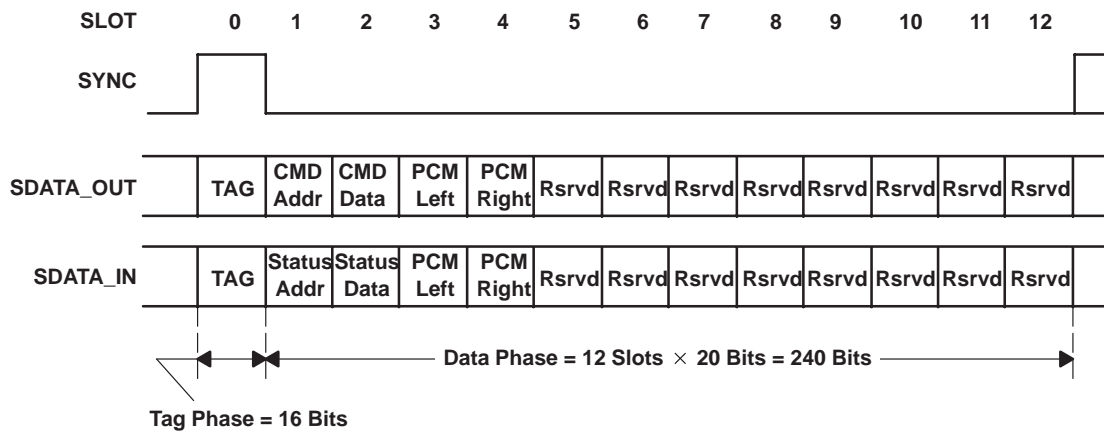 SLOT 0 1 2 3 4 5 6 7 8 9 10 11 12
SYNC
SDATA_OUT TAG CMD Addr CMD Data PCM Left PCM Right Rsrvd Rsrvd Rsrvd Rsrvd Rsrvd Rsrvd Rsrvd Rsrvd
SDATA_IN TAG Status Addr Status Data PCM Left PCM Right Rsrvd Rsrvd Rsrvd Rsrvd Rsrvd Rsrvd Rsrvd Rsrvd
Data Phase = 12 Slots × 20 Bits = 240 Bits
Tag Phase = 16 Bits